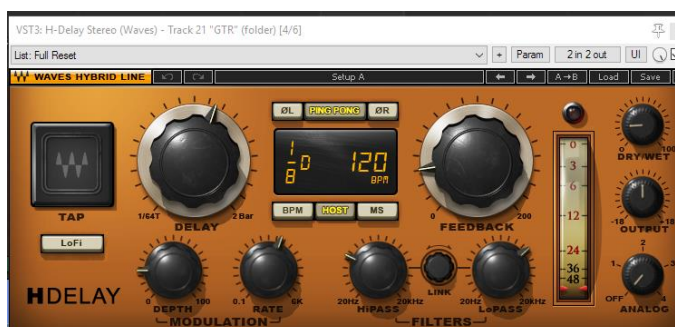 VST3: H-Delay Stereo (Waves) - Track 21 "GTR" (folder) [4/6]
List: Full Reset
+ Param 2 in 2 out UI
WAVES HYBRID LINE Setup A A→B Load Save
ØL PING PONG ØR
1/8 D 120 BPM
TAP
1/64T 2 Bar
DELAY
BPM HOST MS
0 200
FEEDBACK
0 3 6 12 24 36 48
0 100
DRY/WET
-18 +18
OUTPUT
LoFi
HDELAY
0 100
DEPTH
0.1 6K
RATE
MODULATION
20Hz 20kHz
HiPASS
LINK
20Hz 20kHz
LoPASS
FILTERS
OFF 1 2 3 4
ANALOG